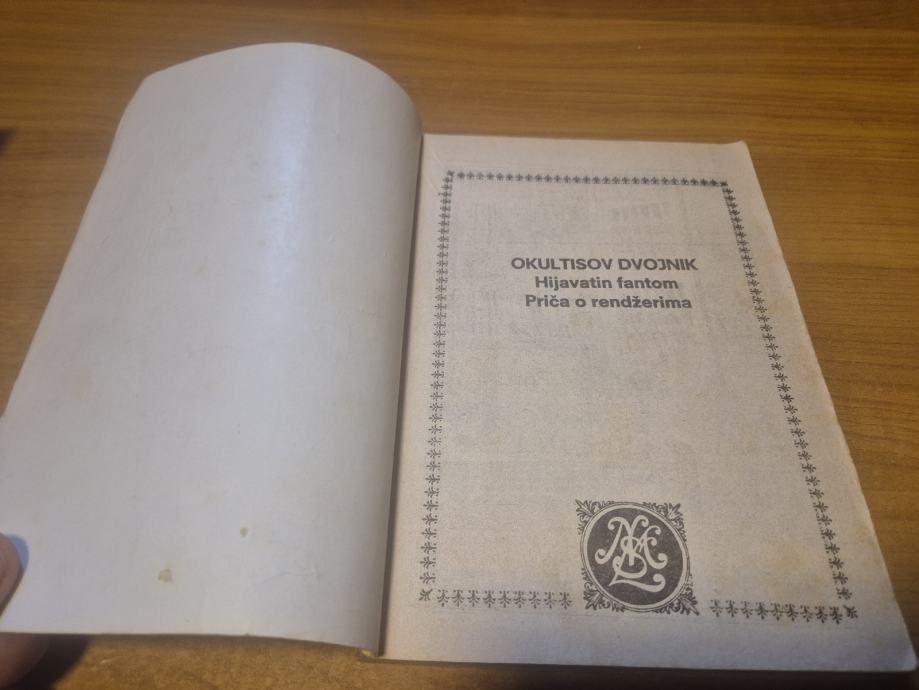 OKULTISOV DVOJNIK
Hijavatin fantom
Priča o rendžerima